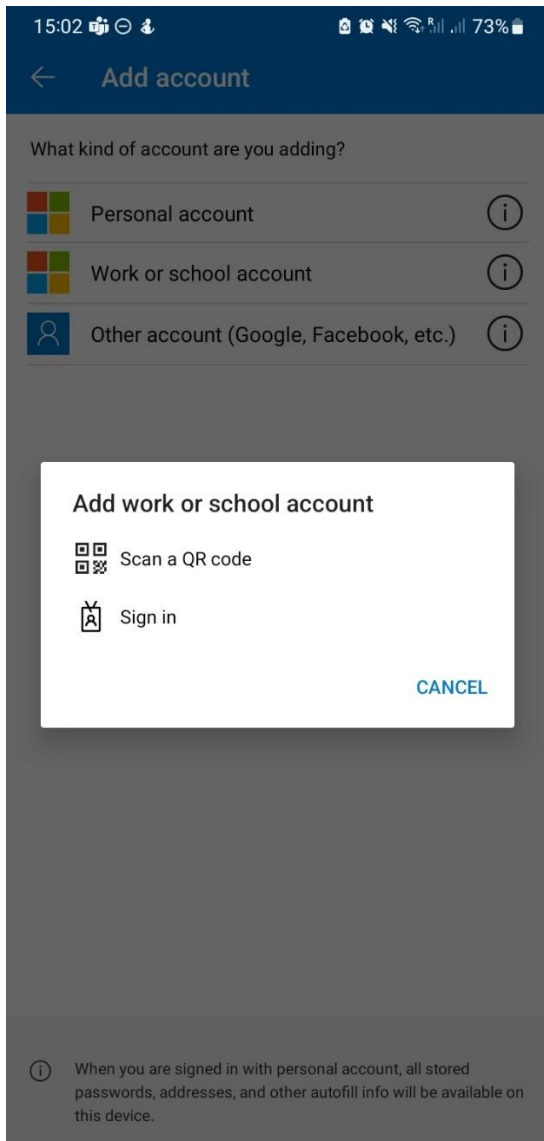 15:02 73%
Add account
What kind of account are you adding?
Personal account
Work or school account
Other account (Google, Facebook, etc.)
Add work or school account
Scan a QR code
Sign in
CANCEL
When you are signed in with personal account, all stored
passwords, addresses, and other autofill info will be available on
this device.